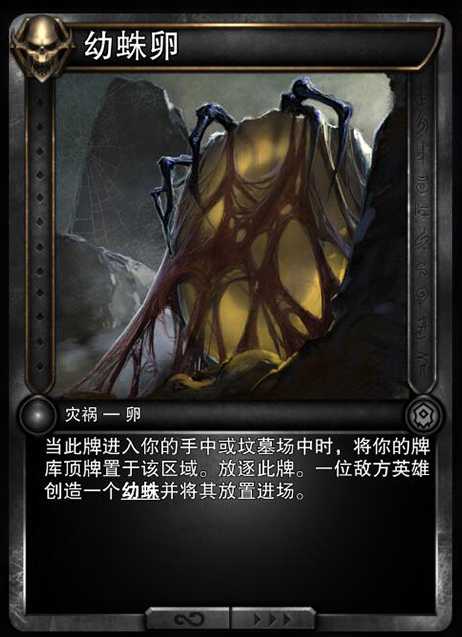 幼蛛卵
灾祸 — 卵
当此牌进入你的手中或坟墓场中时，将你的牌
库顶牌置于该区域。放逐此牌。一位敌方英雄
创造一个幼蛛并将其放置进场。